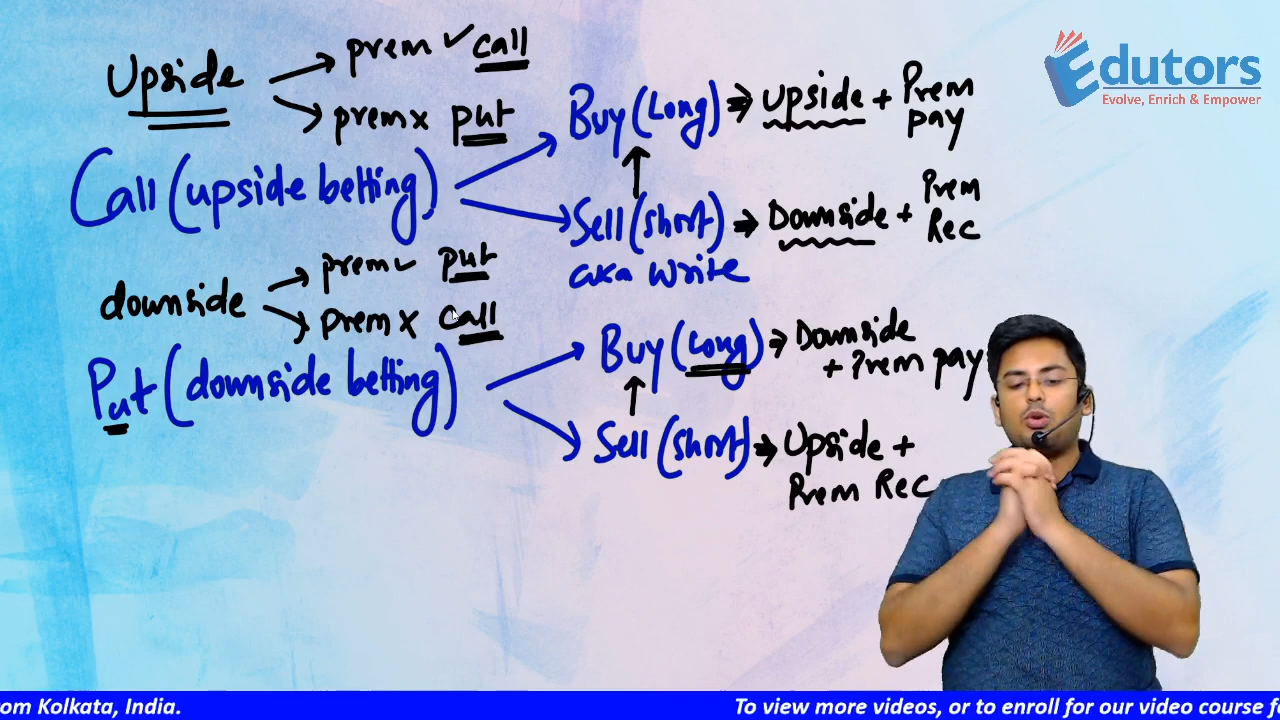 Upside
prem ✓ call
prem x put
Call (upside betting)
Buy (Long) ⇒ Upside + Prem pay
Sell (short) ⇒ Downside + Prem Rec
aka Write
downside
prem ✓ put
prem x call
Put (downside betting)
Buy (Long) ⇒ Downside
+ Prem pay
Sell (short) ⇒ Upside +
Prem Rec
Edutors
Evolve, Enrich & Empower
om Kolkata, India.
To view more videos, or to enroll for our video course f